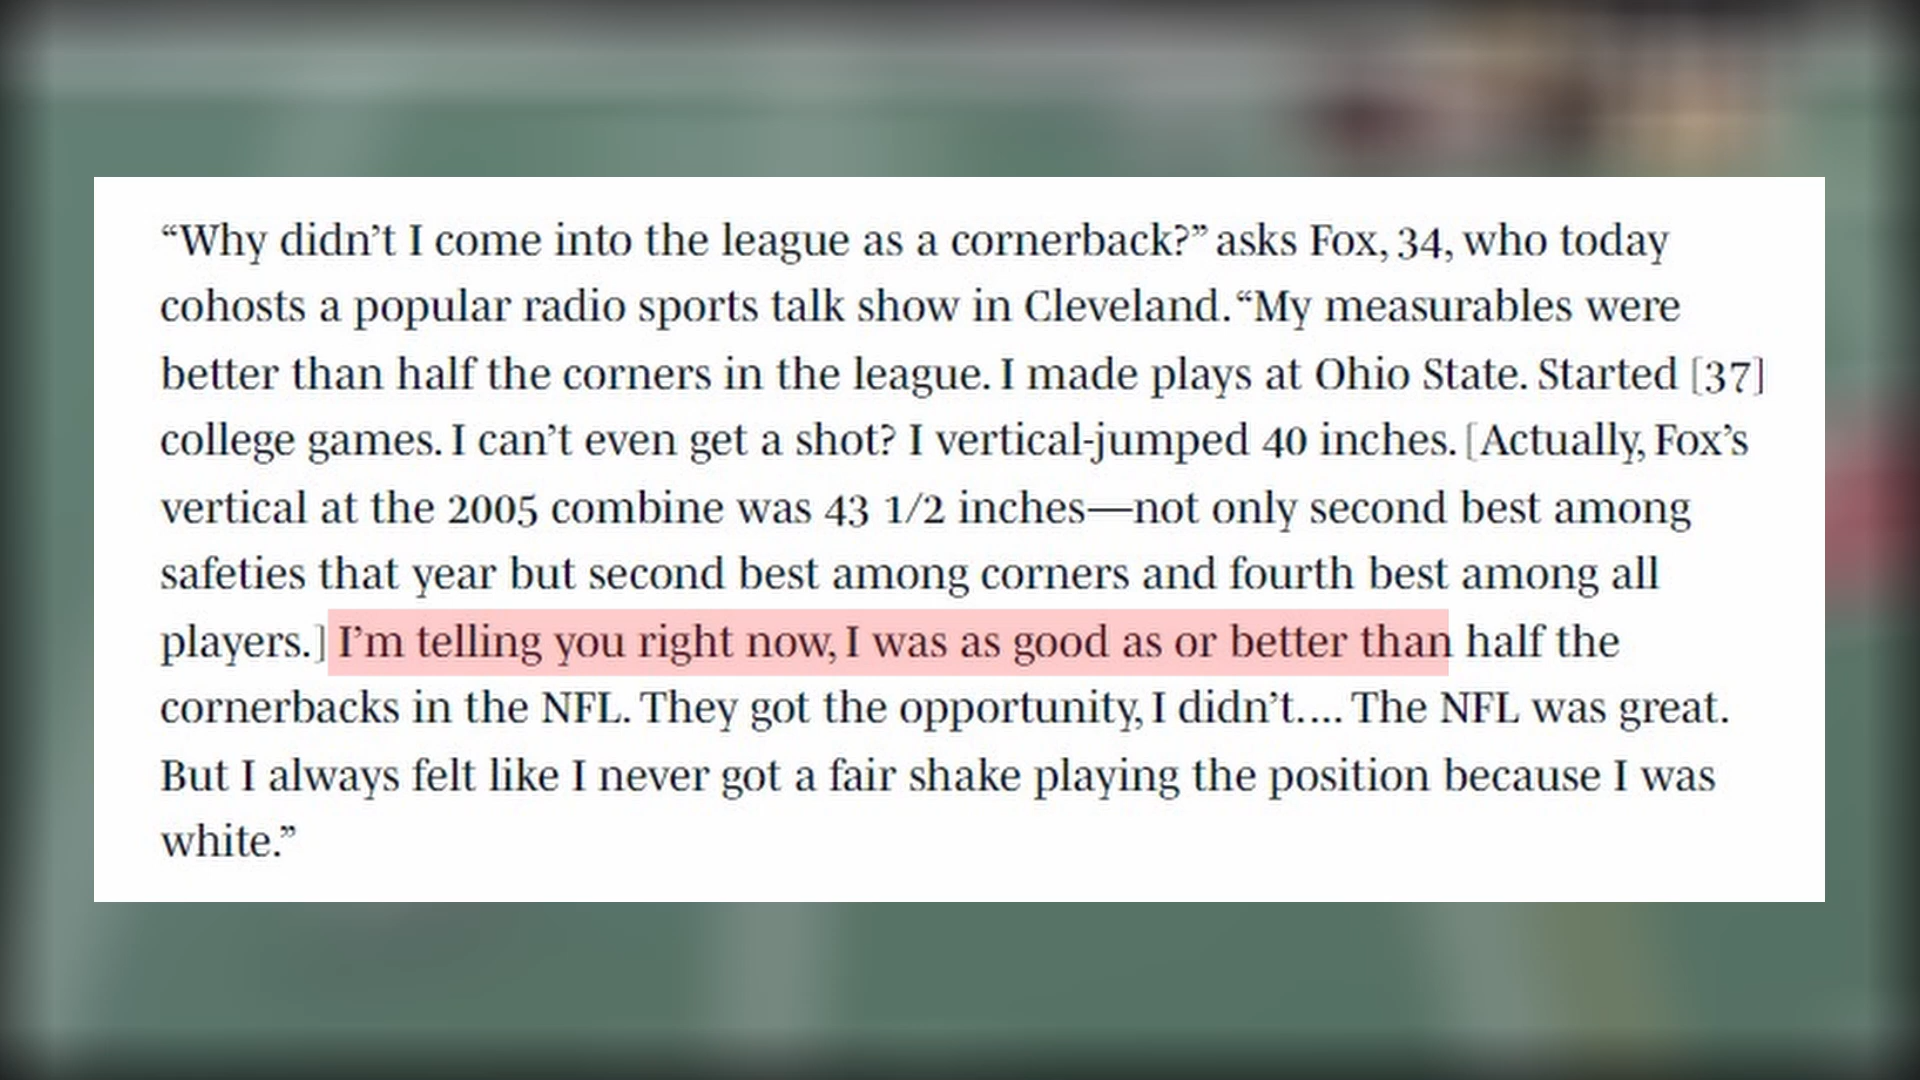 “Why didn’t I come into the league as a cornerback?” asks Fox, 34, who today
cohosts a popular radio sports talk show in Cleveland. “My measurables were
better than half the corners in the league. I made plays at Ohio State. Started [37]
college games. I can’t even get a shot? I vertical-jumped 40 inches. [Actually, Fox’s
vertical at the 2005 combine was 43 1/2 inches—not only second best among
safeties that year but second best among corners and fourth best among all
players.] I’m telling you right now, I was as good as or better than half the
cornerbacks in the NFL. They got the opportunity, I didn’t.... The NFL was great.
But I always felt like I never got a fair shake playing the position because I was
white.”